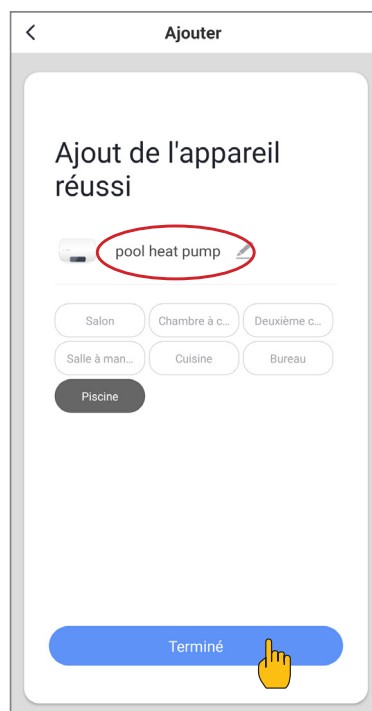 Ajouter
Ajout de l'appareil
réussi
pool heat pump
Salon
Chambre à c...
Deuxième c...
Salle à man...
Cuisine
Bureau
Piscine
Terminé